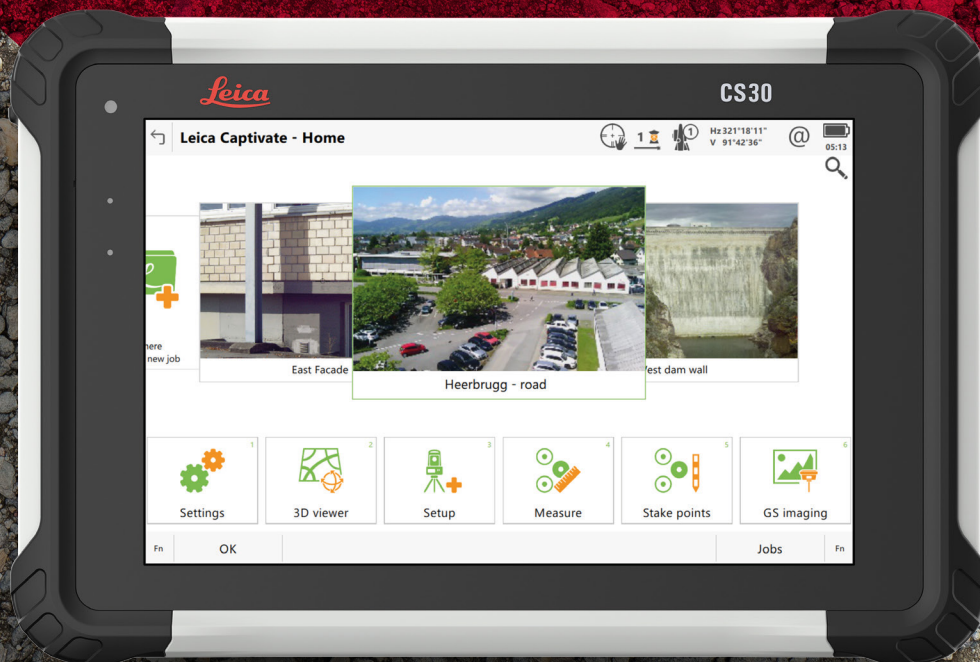 Leica
CS30
Leica Captivate - Home
1
1
Hz 321°18'11"
V 91°42'36"
@
05:13
here
new job
East Facade
Heerbrugg - road
est dam wall
1
Settings
2
3D viewer
3
Setup
4
Measure
5
Stake points
6
GS imaging
Fn
OK
Jobs
Fn